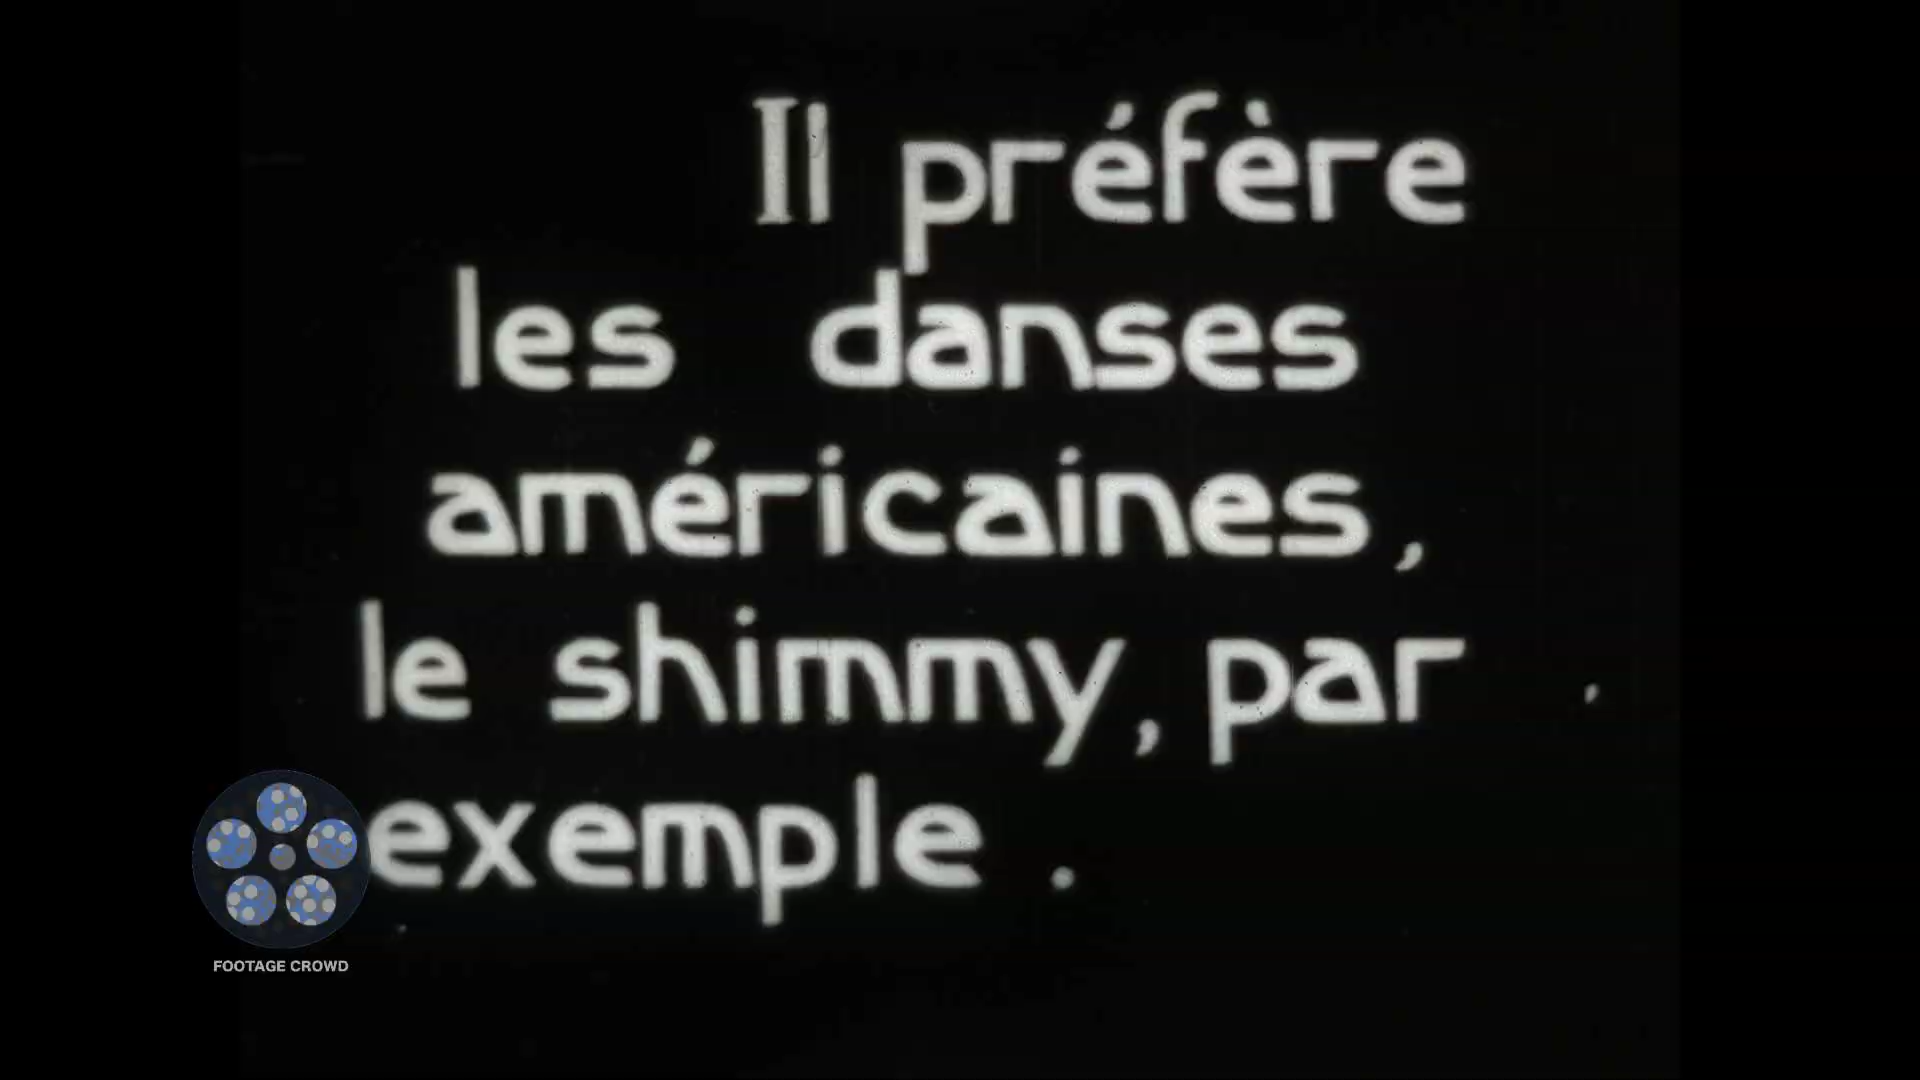 Il préfère
les danses
américaines,
le shimmy, par
exemple.
FOOTAGE CROWD